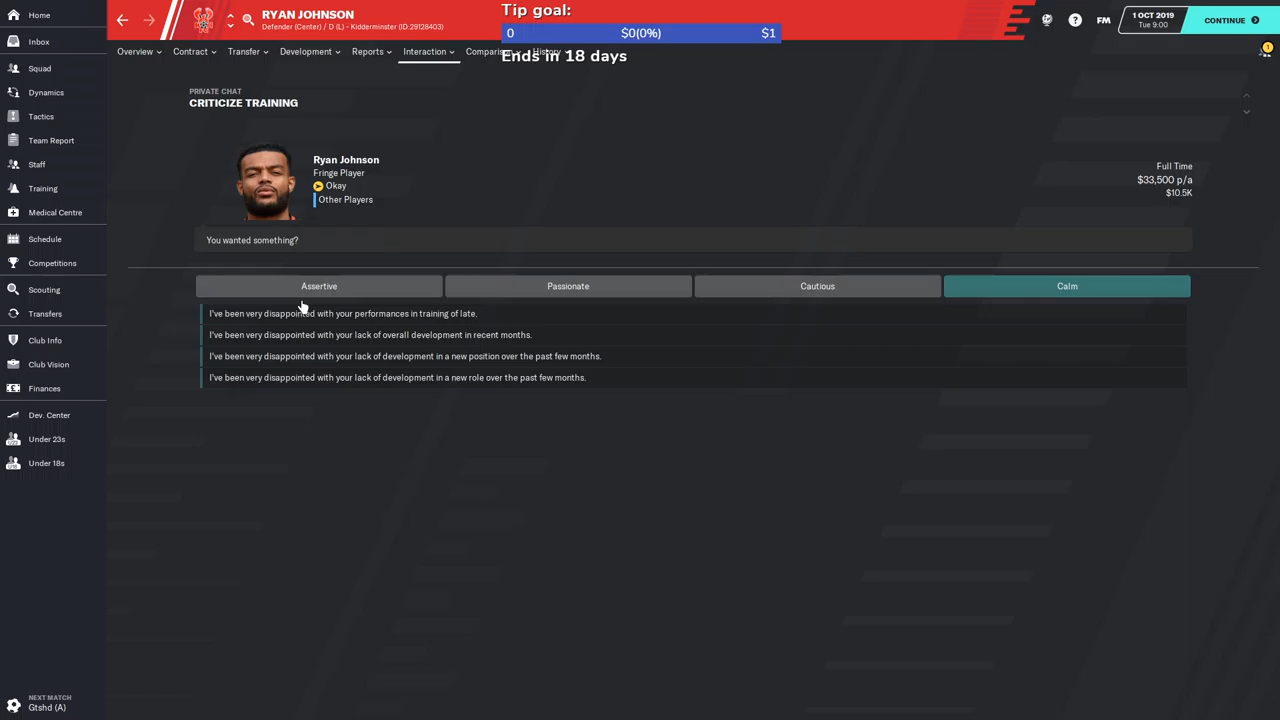 Home
Inbox
Squad
Dynamics
Tactics
Team Report
Staff
Training
Medical Centre
Schedule
Competitions
Scouting
Transfers
Club Info
Club Vision
Finances
Dev. Center
Under 23s
Under 18s
NEXT MATCH
Gtshd (A)
RYAN JOHNSON
Defender (Center) / D (L) - Kidderminster (ID:29128403)
Tip goal:
0 $0(0%) $1
Ends in 18 days
FM
1 OCT 2019
Tue 9:00
CONTINUE
1
Overview Contract Transfer Development Reports Interaction Comparison History
PRIVATE CHAT
CRITICIZE TRAINING
Ryan Johnson
Fringe Player
Okay
Other Players
Full Time
$33,500 p/a
$10.5K
You wanted something?
Assertive Passionate Cautious Calm
I've been very disappointed with your performances in training of late.
I've been very disappointed with your lack of overall development in recent months.
I've been very disappointed with your lack of development in a new position over the past few months.
I've been very disappointed with your lack of development in a new role over the past few months.